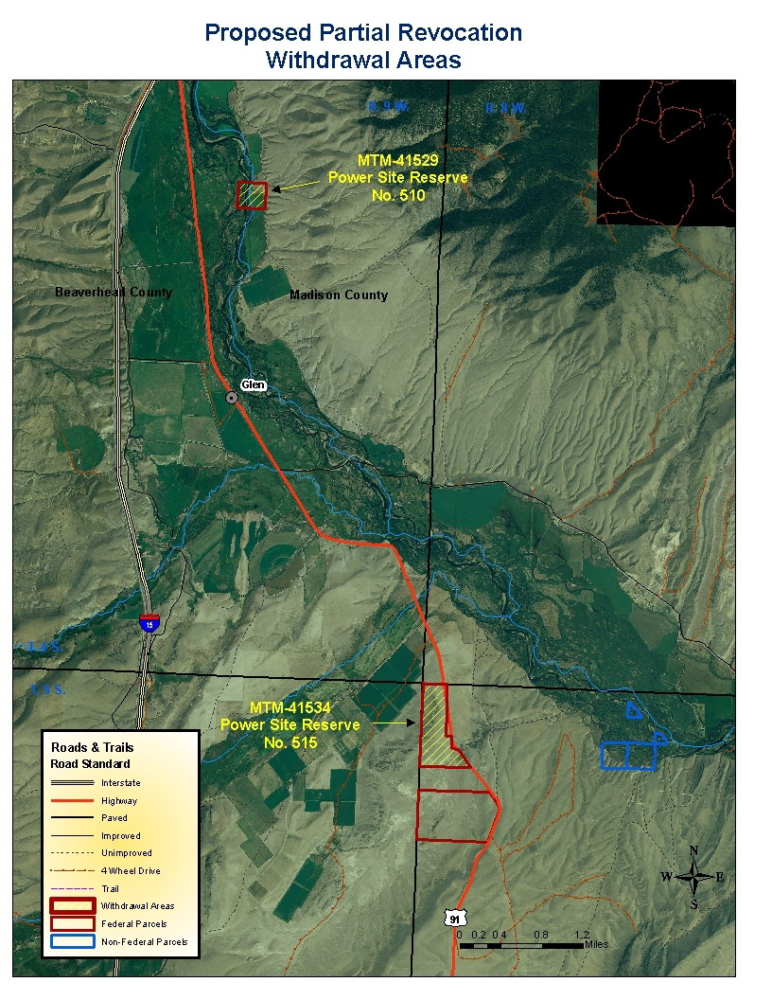 Proposed Partial Revocation
Withdrawal Areas
R. 9 W.
R. 8 W.
MTM-41529
Power Site Reserve
No. 510
Beaverhead County
Madison County
Glen
15
T. 4 S.
T. 5 S.
MTM-41534
Power Site Reserve
No. 515
Roads & Trails
Road Standard
Interstate
Highway
Paved
Improved
Unimproved
4 Wheel Drive
Trail
Withdrawal Areas
Federal Parcels
Non-Federal Parcels
N
W E
S
91
0 0.2 0.4 0.8 1.2
Miles